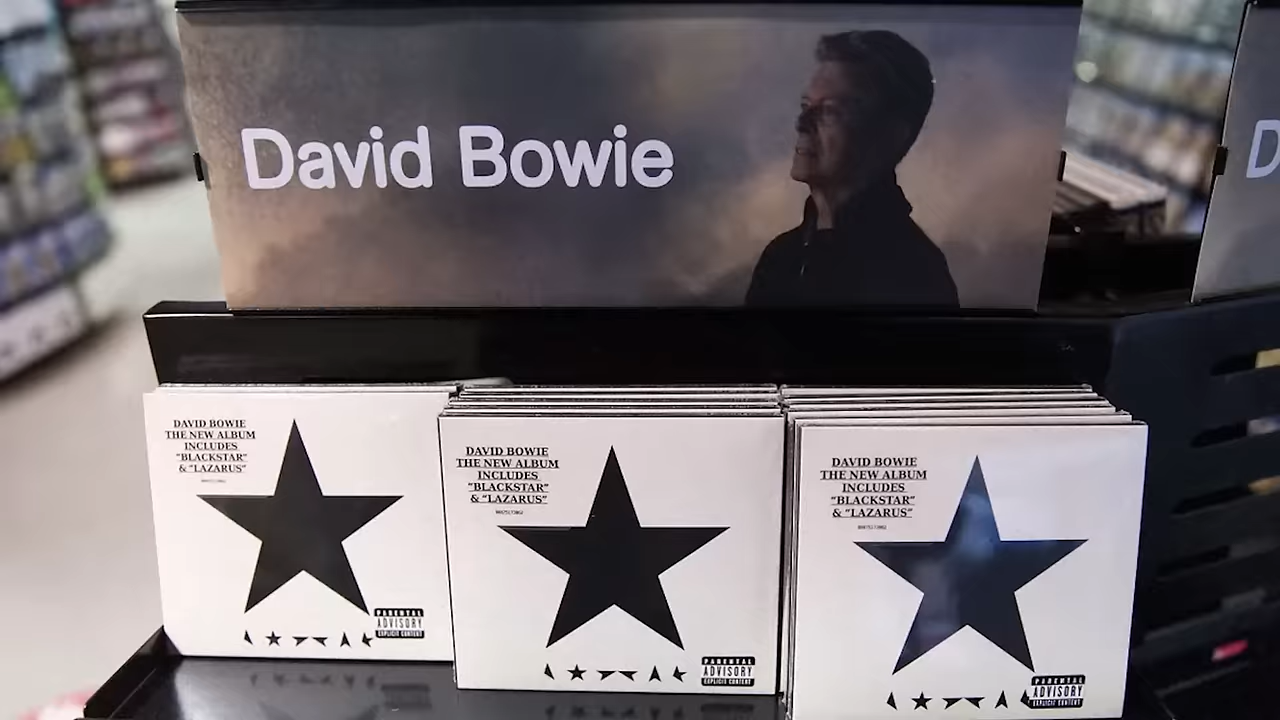 David Bowie
D
DAVID BOWIE
THE NEW ALBUM
INCLUDES
"BLACKSTAR"
& "LAZARUS"
PARENTAL
ADVISORY
EXPLICIT CONTENT
DAVID BOWIE
THE NEW ALBUM
INCLUDES
"BLACKSTAR"
& "LAZARUS"
PARENTAL
ADVISORY
EXPLICIT CONTENT
DAVID BOWIE
THE NEW ALBUM
INCLUDES
"BLACKSTAR"
& "LAZARUS"
PARENTAL
ADVISORY
EXPLICIT CONTENT